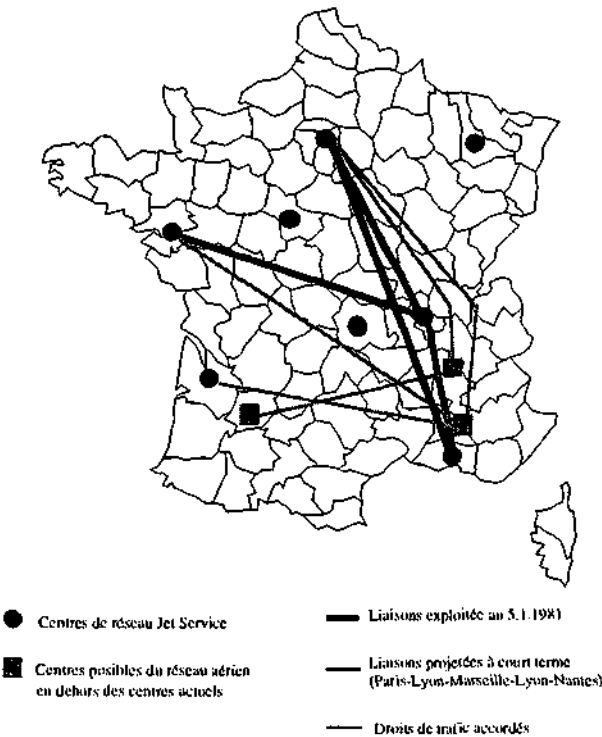 Centres de réseau Jet Service
Centres posibles du réseau aérien
en dehors des centres actuels
Liaisons exploitée au 5.1.1981
Liaisons projetées à court terme
(Paris-Lyon-Marseille-Lyon-Nantes)
Droits de trafic accordés